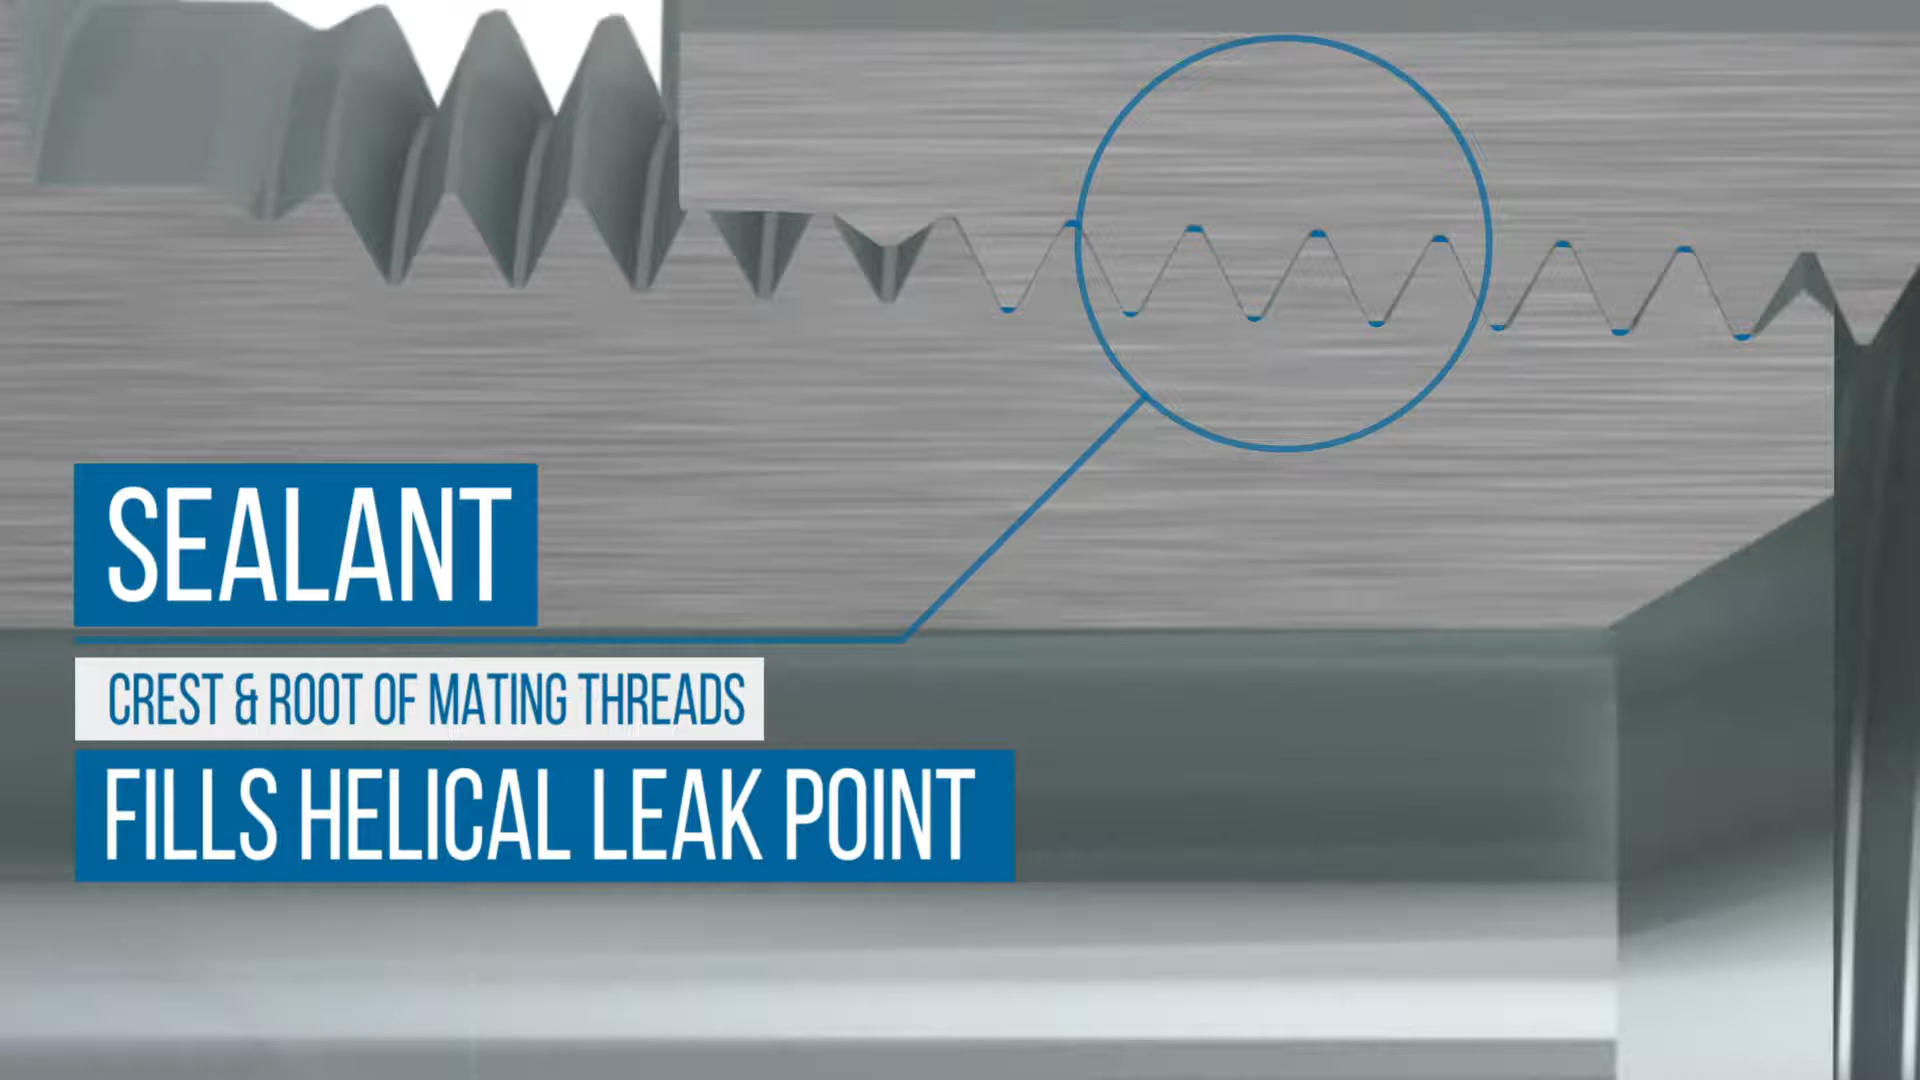 SEALANT
CREST & ROOT OF MATING THREADS
FILLS HELICAL LEAK POINT